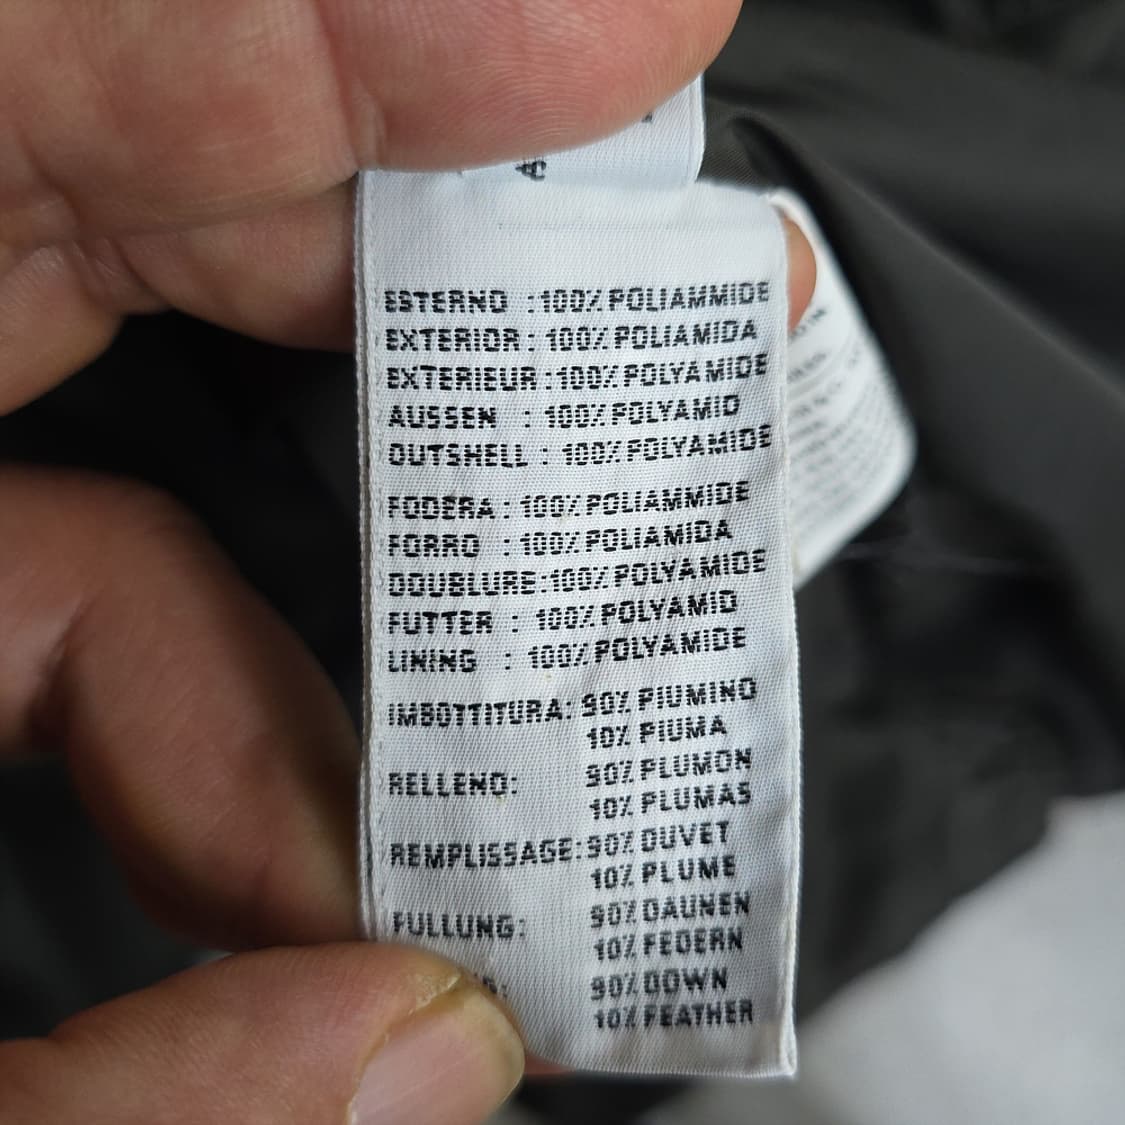 ESTERNO : 100% POLIAMMIDE
EXTERIOR : 100% POLIAMIDA
EXTERIEUR : 100% POLYAMIDE
AUSSEN : 100% POLYAMID
OUTSHELL : 100% POLYAMIDE
FODERA : 100% POLIAMMIDE
FORRO : 100% POLIAMIDA
DOUBLURE : 100% POLYAMIDE
FUTTER : 100% POLYAMID
LINING : 100% POLYAMIDE
IMBOTTITURA: 90% PIUMINO
10% PIUMA
RELLENO: 90% PLUMON
10% PLUMAS
REMPLISSAGE: 90% DUVET
10% PLUME
FULLUNG: 90% DAUNEN
10% FEDERN
90% DOWN
10% FEATHER